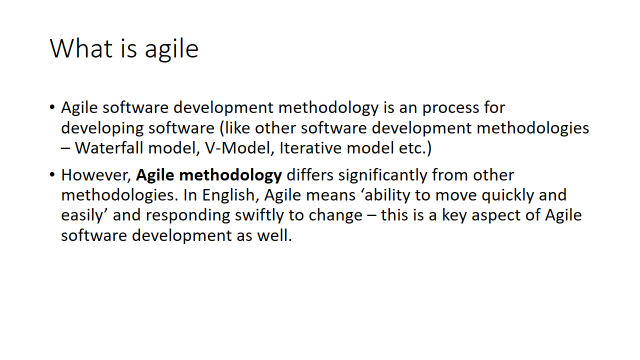 What is agile
• Agile software development methodology is an process for
developing software (like other software development methodologies
– Waterfall model, V-Model, Iterative model etc.)
• However, Agile methodology differs significantly from other
methodologies. In English, Agile means ‘ability to move quickly and
easily’ and responding swiftly to change – this is a key aspect of Agile
software development as well.